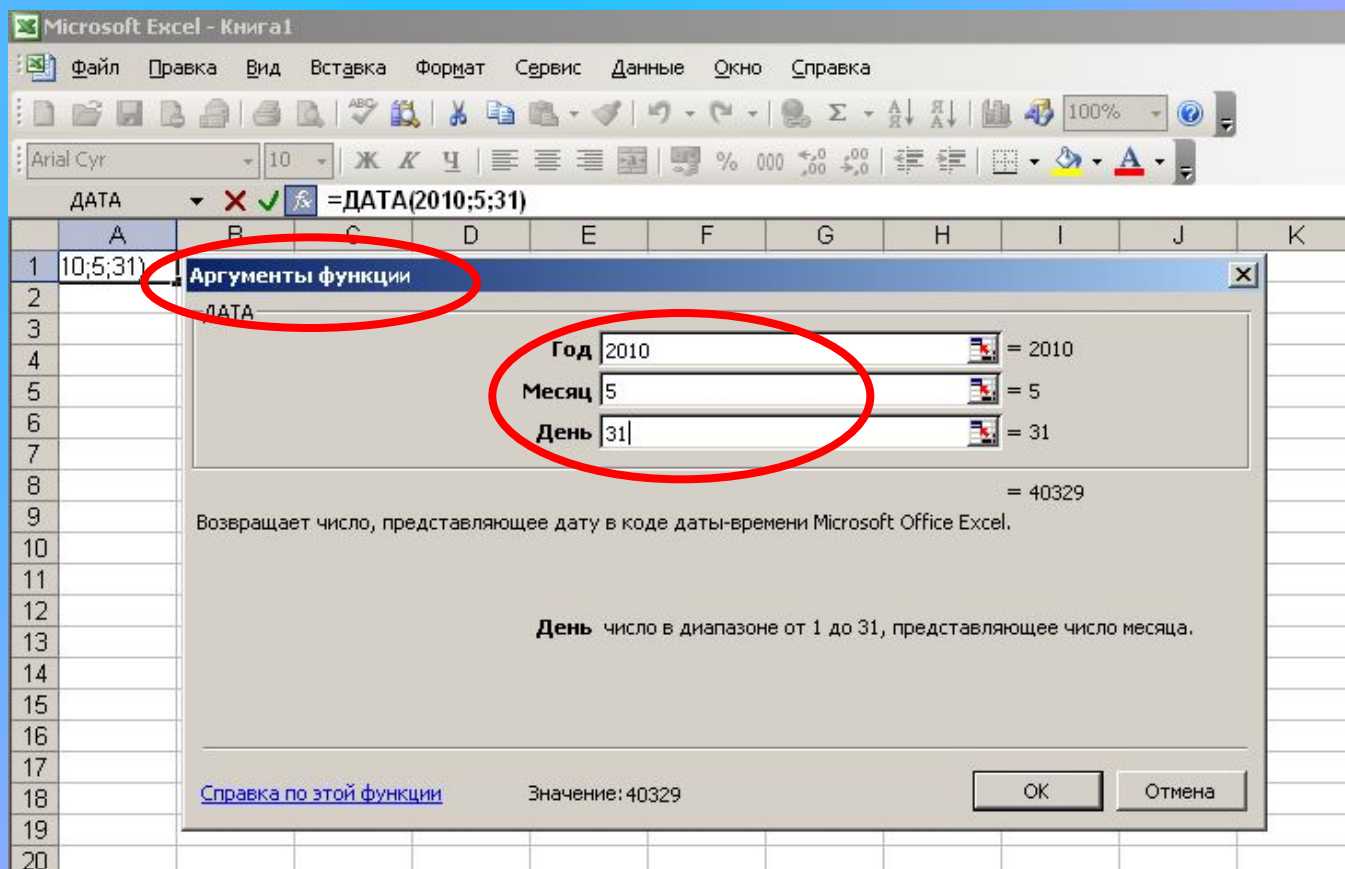 Microsoft Excel - Книга1
Файл Правка Вид Вставка Формат Сервис Данные Окно Справка
100%
Arial Cyr 10 Ж К Ч % 000
ДАТА =ДАТА(2010;5;31)
A B C D E F G H I J K
1 10;5;31)
Аргументы функции
2
ДАТА
3
Год 2010 = 2010
4
Месяц 5 = 5
5
6
День 31 = 31
7
8
= 40329
9
Возвращает число, представляющее дату в коде даты-времени Microsoft Office Excel.
10
11
12
День число в диапазоне от 1 до 31, представляющее число месяца.
13
14
15
16
17
18
Справка по этой функции Значение:40329 OK Отмена
19
20